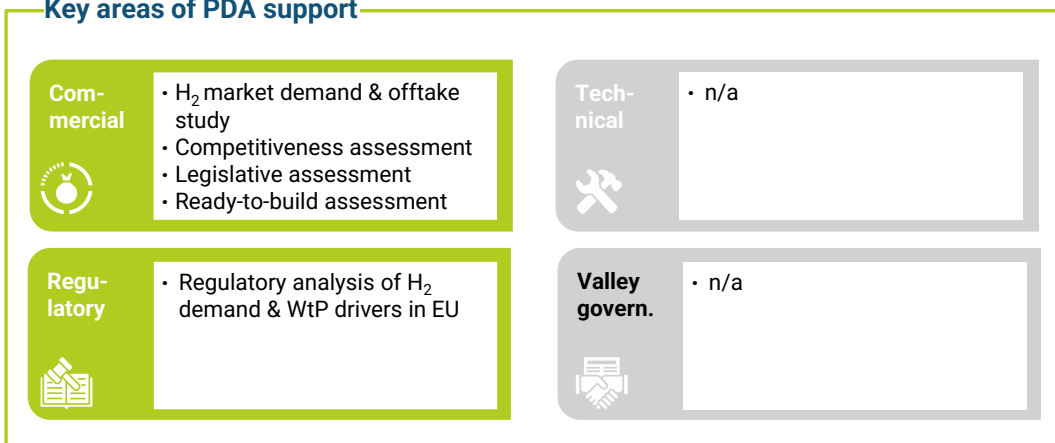 Key areas of PDA support
Com-
mercial
• H₂ market demand & offtake
study
• Competitiveness assessment
• Legislative assessment
• Ready-to-build assessment
Tech-
nical
• n/a
Regu-
latory
• Regulatory analysis of H₂
demand & WtP drivers in EU
Valley
govern.
• n/a